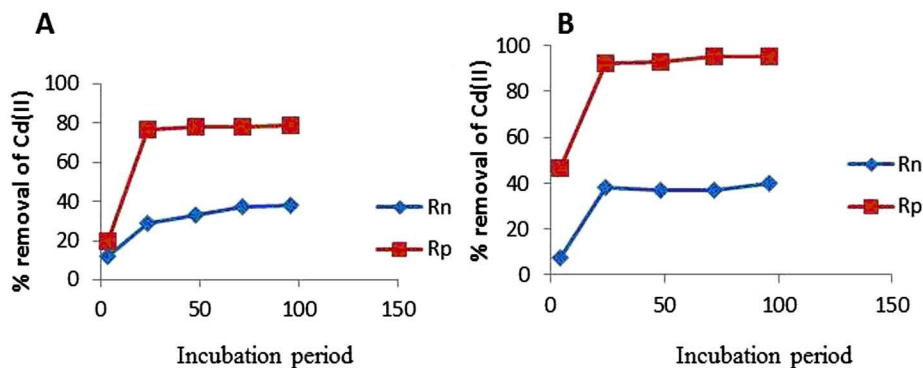 A
% removal of Cd(II)
100
80
60
40
20
0
0 50 100 150
Incubation period
Rn
Rp
B
% removal of Cd(II)
100
80
60
40
20
0
0 50 100 150
Incubation period
Rn
Rp